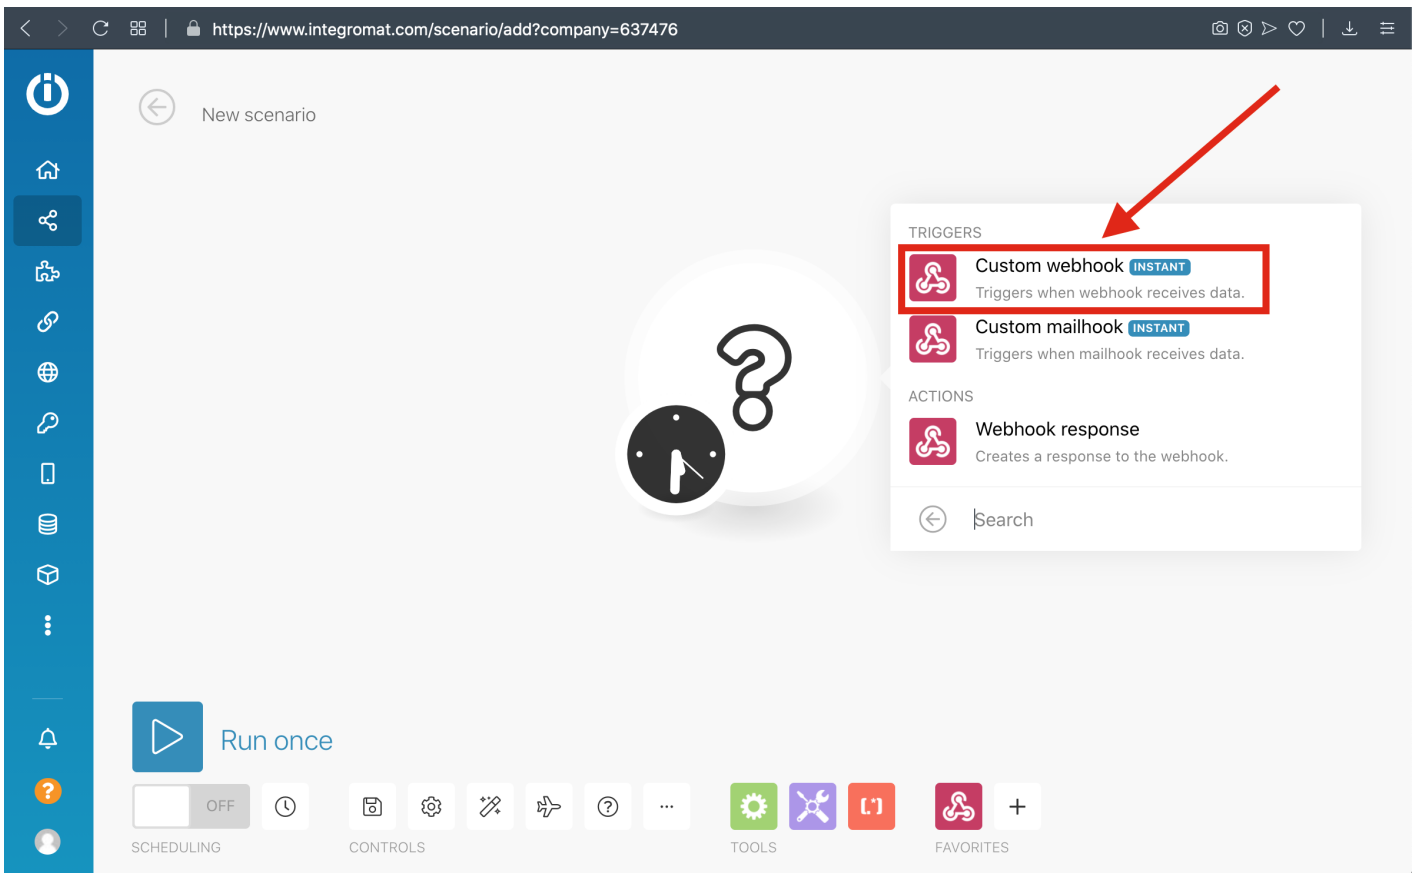 https://www.integromat.com/scenario/add?company=637476
New scenario
TRIGGERS
Custom webhook INSTANT
Triggers when webhook receives data.
Custom mailhook INSTANT
Triggers when mailhook receives data.
ACTIONS
Webhook response
Creates a response to the webhook.
Search
Run once
OFF
SCHEDULING
CONTROLS
TOOLS
FAVORITES